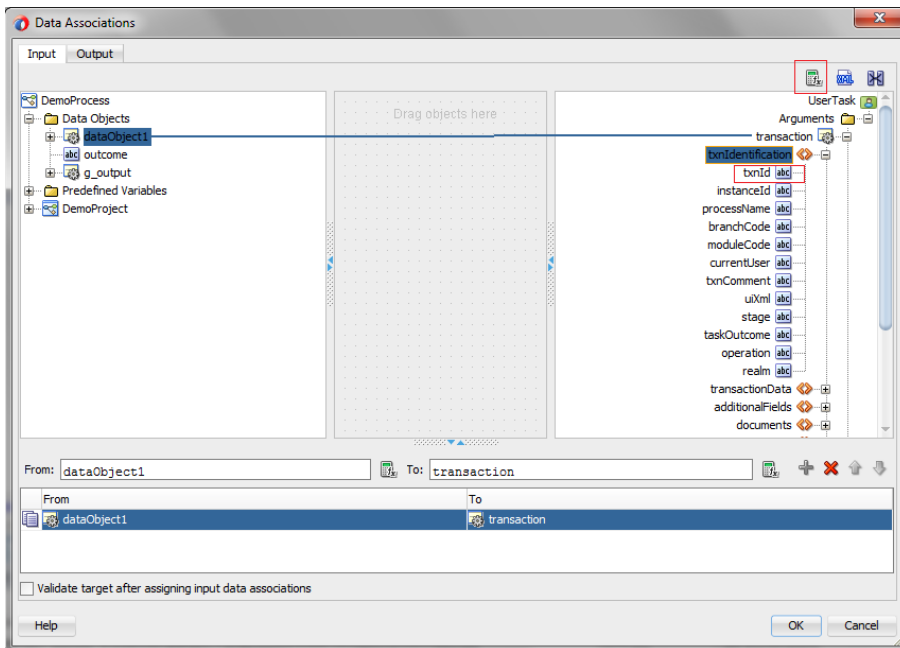 Data Associations
Input Output
DemoProcess
Data Objects
dataObject1
abc outcome
g_output
Predefined Variables
DemoProject
Drag objects here
UserTask
Arguments
transaction
txnIdentification
txnId abc
instanceId abc
processName abc
branchCode abc
moduleCode abc
currentUser abc
txnComment abc
uiXml abc
stage abc
taskOutcome abc
operation abc
realm abc
transactionData
additionalFields
documents
From: dataObject1 To: transaction
From To
dataObject1 transaction
Validate target after assigning input data associations
Help OK Cancel